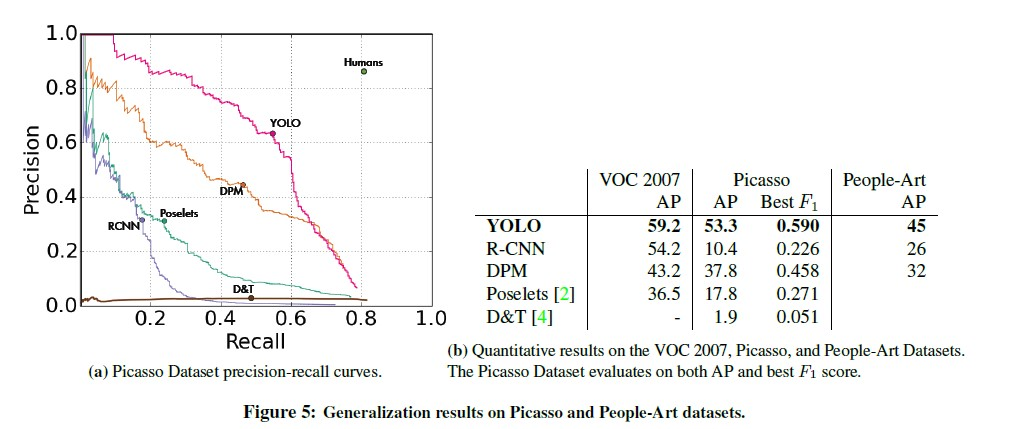 1.0
0.8
0.6
0.4
0.2
0.0
Precision
Humans
YOLO
DPM
RCNN
Poselets
D&T
0.2 0.4 0.6 0.8 1.0
Recall
(a) Picasso Dataset precision-recall curves.
VOC 2007 Picasso People-Art
AP AP Best F1 AP
YOLO 59.2 53.3 0.590 45
R-CNN 54.2 10.4 0.226 26
DPM 43.2 37.8 0.458 32
Poselets [2] 36.5 17.8 0.271
D&T [4] - 1.9 0.051
(b) Quantitative results on the VOC 2007, Picasso, and People-Art Datasets.
The Picasso Dataset evaluates on both AP and best F1 score.
Figure 5: Generalization results on Picasso and People-Art datasets.